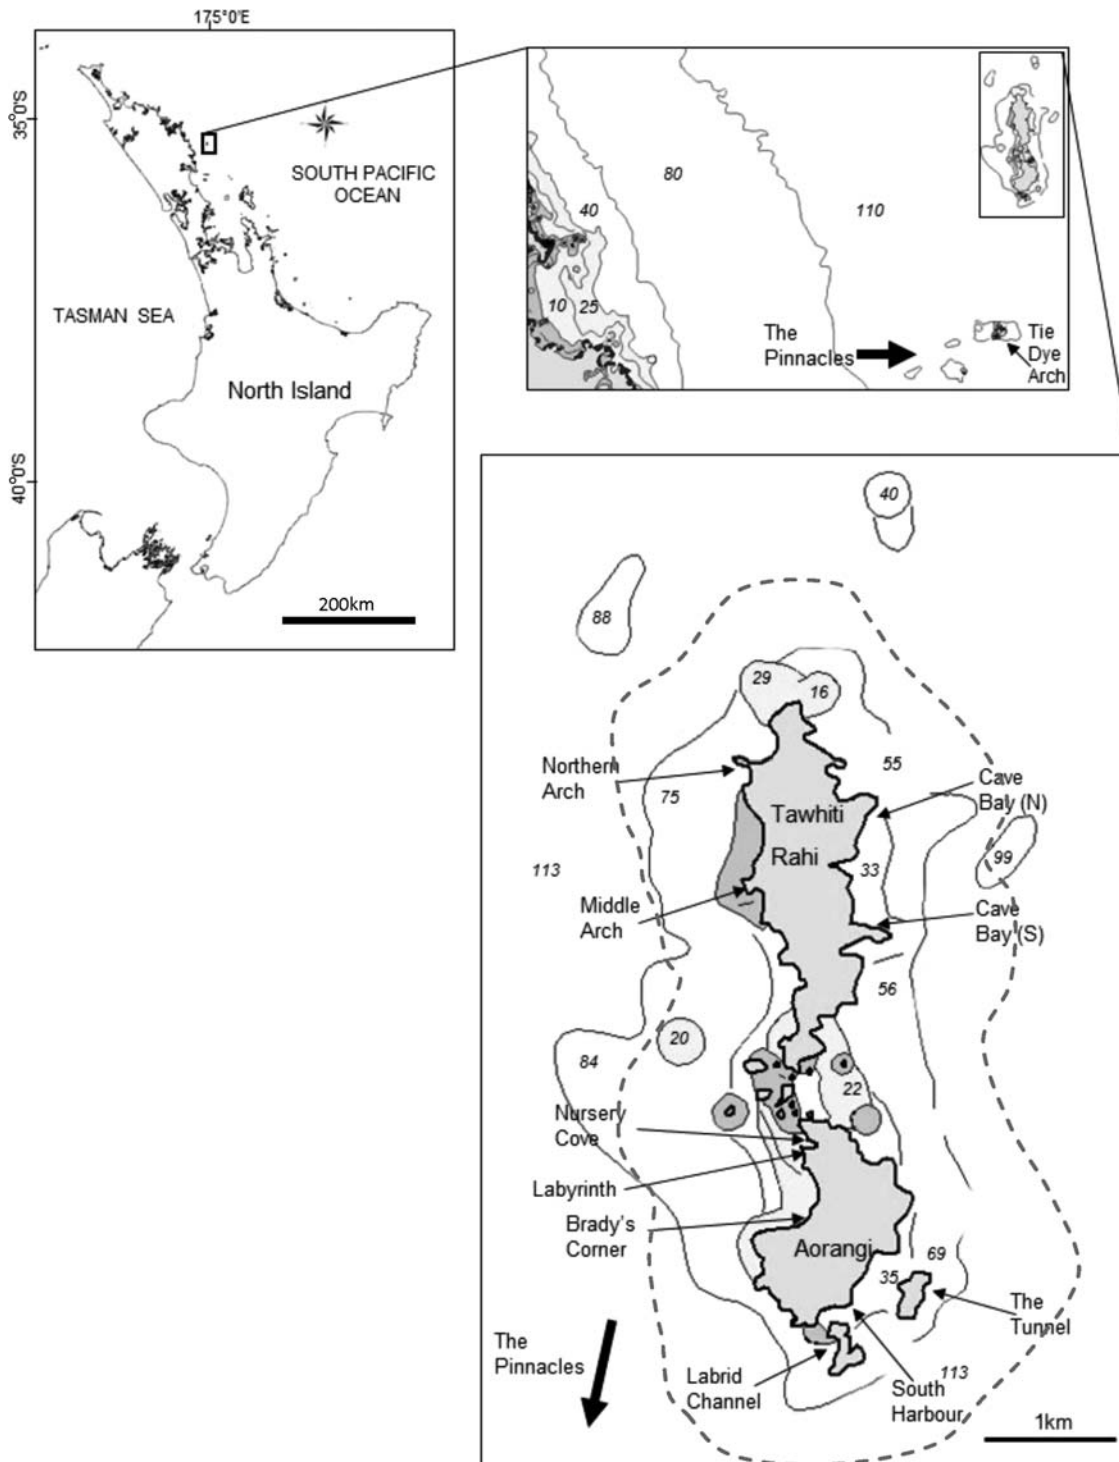 175°0'E
35°0'S
SOUTH PACIFIC
OCEAN
TASMAN SEA
North Island
40°0'S
200km
80
40
110
10
25
The
Pinnacles
Tie
Dye
Arch
40
88
29
16
55
Northern
Arch
75
Cave
Bay (N)
Tawhiti
Rahi
113
33
99
Middle
Arch
Cave
Bay (S)
56
20
84
22
Nursery
Cove
Labyrinth
Brady's
Corner
Aorangi
69
35
The
Tunnel
The
Pinnacles
Labrid
Channel
113
South
Harbour
1km